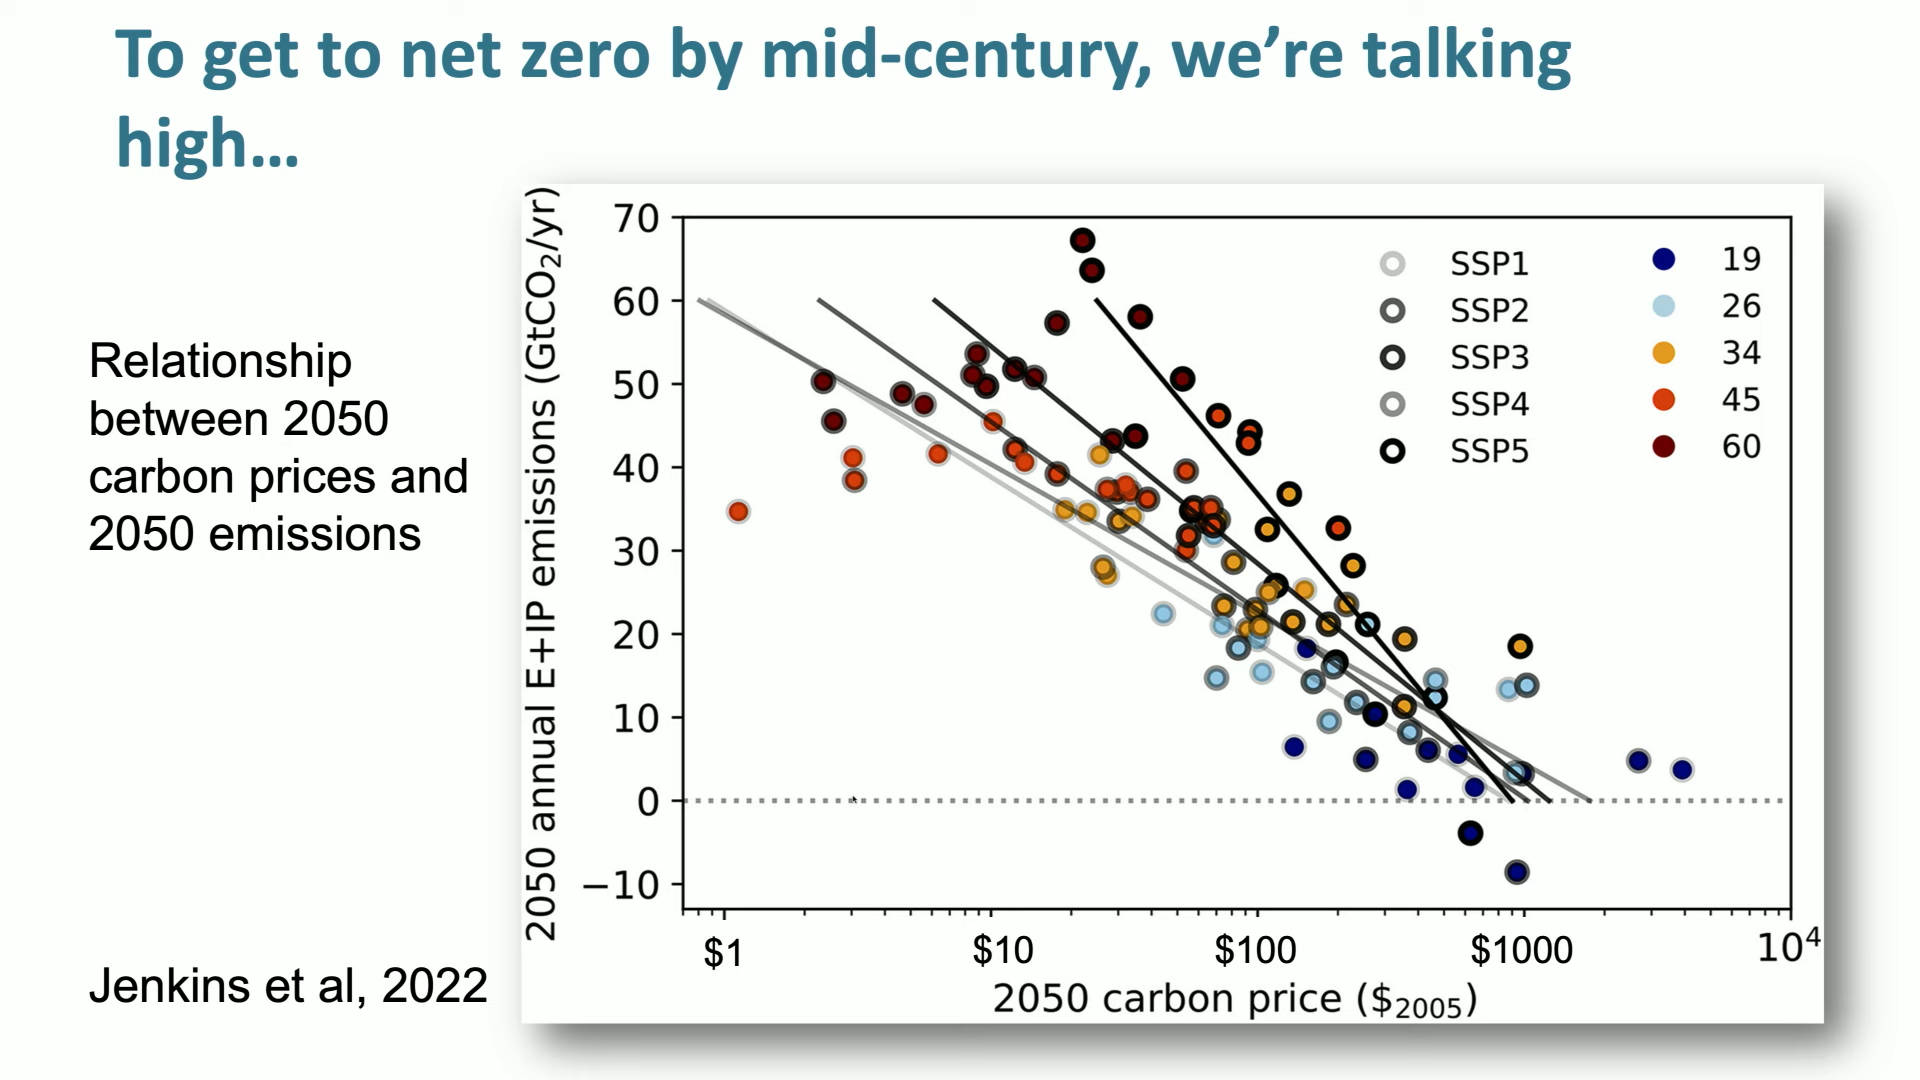 To get to net zero by mid-century, we're talking
high...
Relationship
between 2050
carbon prices and
2050 emissions
Jenkins et al, 2022
2050 annual E+IP emissions (GtCO₂/yr)
70
60
50
40
30
20
10
0
−10
SSP1
SSP2
SSP3
SSP4
SSP5
19
26
34
45
60
$1
$10
$100
$1000
10⁴
2050 carbon price ($₂₀₀₅)